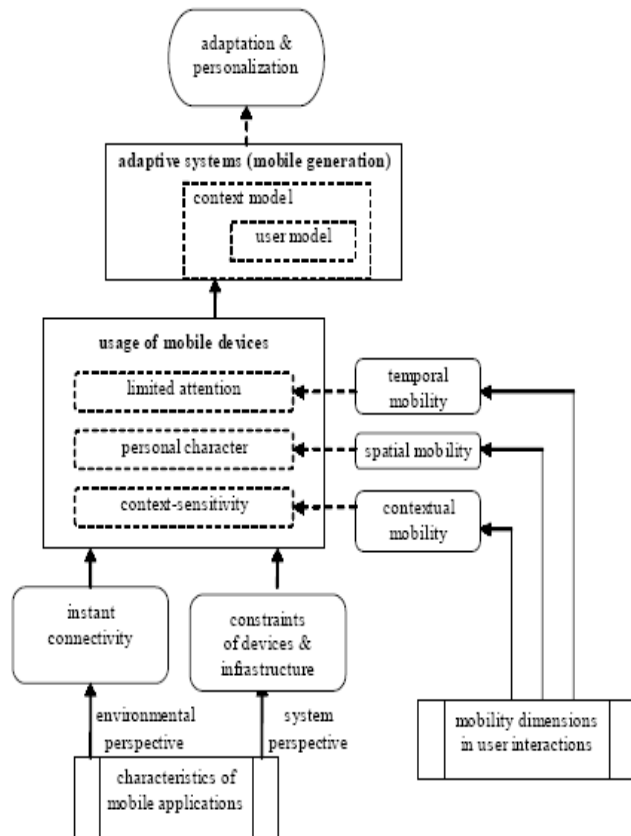 adaptation &
personalization
adaptive systems (mobile generation)
context model
user model
usage of mobile devices
limited attention
temporal
mobility
personal character
spatial mobility
context-sensitivity
contextual
mobility
instant
connectivity
constraints
of devices &
infrastructure
environmental
perspective
system
perspective
mobility dimensions
in user interactions
characteristics of
mobile applications